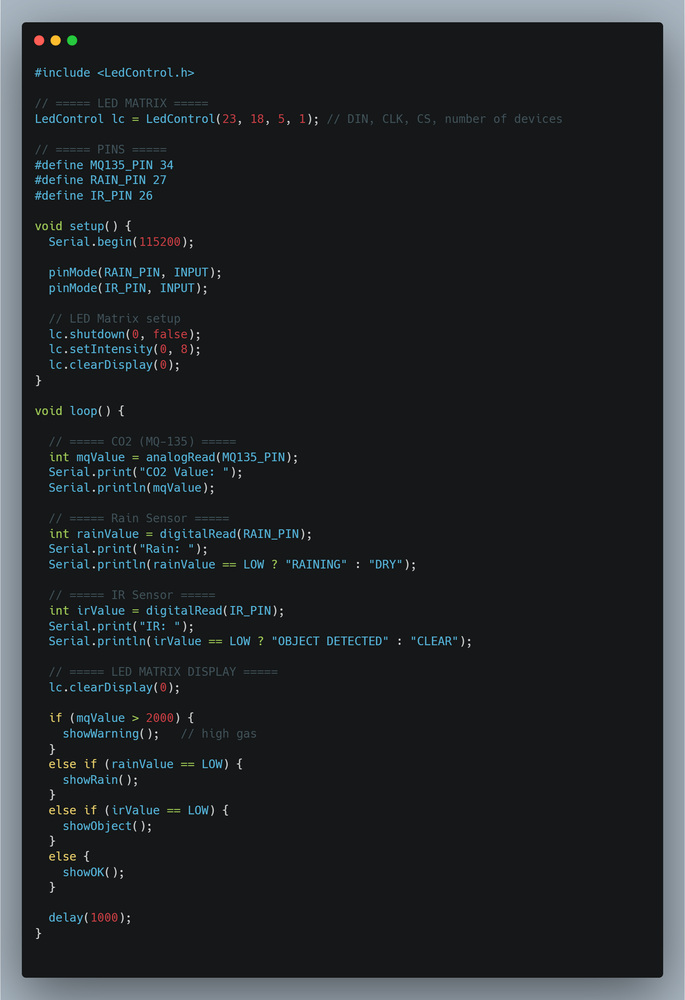 #include <LedControl.h>

// ===== LED MATRIX =====
LedControl lc = LedControl(23, 18, 5, 1); // DIN, CLK, CS, number of devices

// ===== PINS =====
#define MQ135_PIN 34
#define RAIN_PIN 27
#define IR_PIN 26

void setup() {
  Serial.begin(115200);

  pinMode(RAIN_PIN, INPUT);
  pinMode(IR_PIN, INPUT);

  // LED Matrix setup
  lc.shutdown(0, false);
  lc.setIntensity(0, 8);
  lc.clearDisplay(0);
}

void loop() {

  // ===== CO2 (MQ-135) =====
  int mqValue = analogRead(MQ135_PIN);
  Serial.print("CO2 Value: ");
  Serial.println(mqValue);

  // ===== Rain Sensor =====
  int rainValue = digitalRead(RAIN_PIN);
  Serial.print("Rain: ");
  Serial.println(rainValue == LOW ? "RAINING" : "DRY");

  // ===== IR Sensor =====
  int irValue = digitalRead(IR_PIN);
  Serial.print("IR: ");
  Serial.println(irValue == LOW ? "OBJECT DETECTED" : "CLEAR");

  // ===== LED MATRIX DISPLAY =====
  lc.clearDisplay(0);

  if (mqValue > 2000) {
    showWarning();   // high gas
  }
  else if (rainValue == LOW) {
    showRain();
  }
  else if (irValue == LOW) {
    showObject();
  }
  else {
    showOK();
  }

  delay(1000);
}